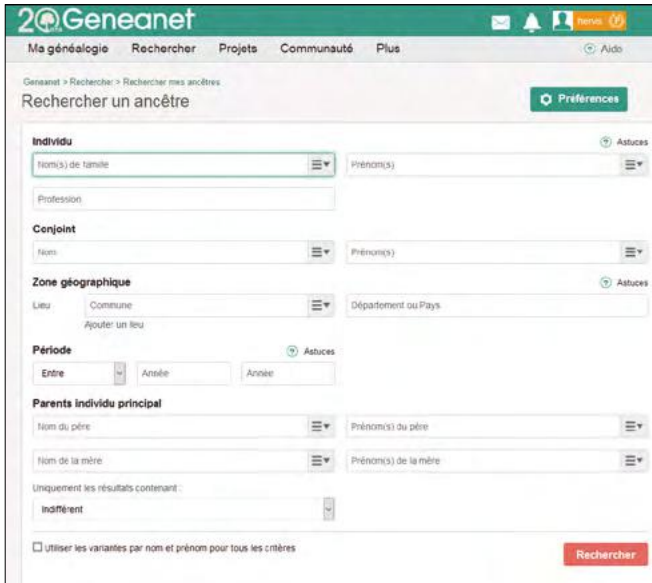 20 Geneanet
hervis
Ma généalogie Rechercher Projets Communauté Plus Aide
Geneanet > Rechercher > Rechercher mes ancêtres
Rechercher un ancêtre
Préférences
Individu Astuces
Nom(s) de famille Prénom(s)
Profession
Conjoint
Nom Prénom(s)
Zone géographique Astuces
Lieu Commune Département ou Pays
Ajouter un lieu
Période Astuces
Entre Année Année
Parents individu principal
Nom du père Prénom(s) du père
Nom de la mère Prénom(s) de la mère
Uniquement les résultats contenant :
Indifférent
Utiliser les variantes par nom et prénom pour tous les critères
Rechercher